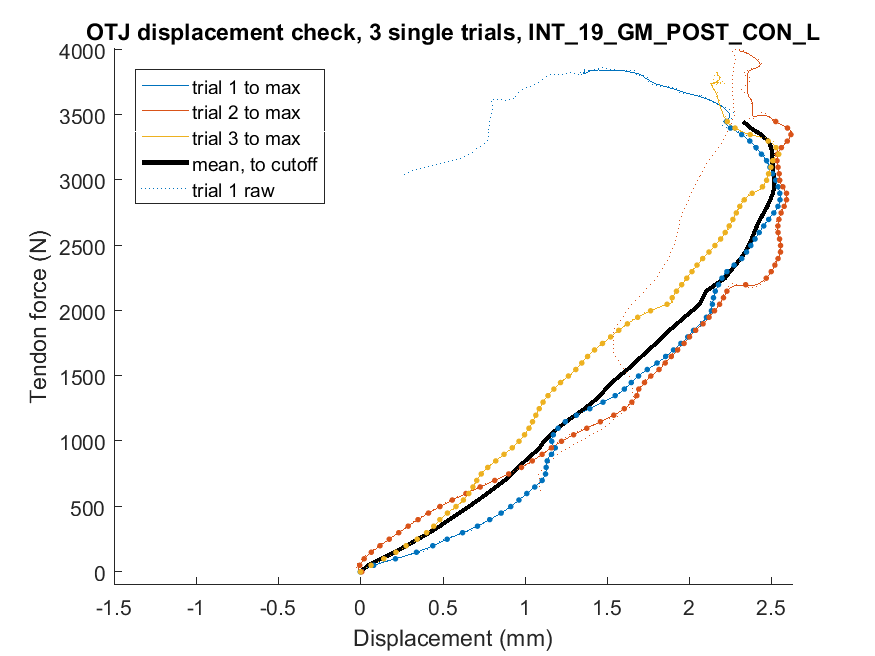 OTJ displacement check, 3 single trials, INT_19_GM_POST_CON_L
4000
3500
3000
2500
2000
1500
1000
500
0
Tendon force (N)
trial 1 to max
trial 2 to max
trial 3 to max
mean, to cutoff
trial 1 raw
-1.5 -1 -0.5 0 0.5 1 1.5 2 2.5
Displacement (mm)